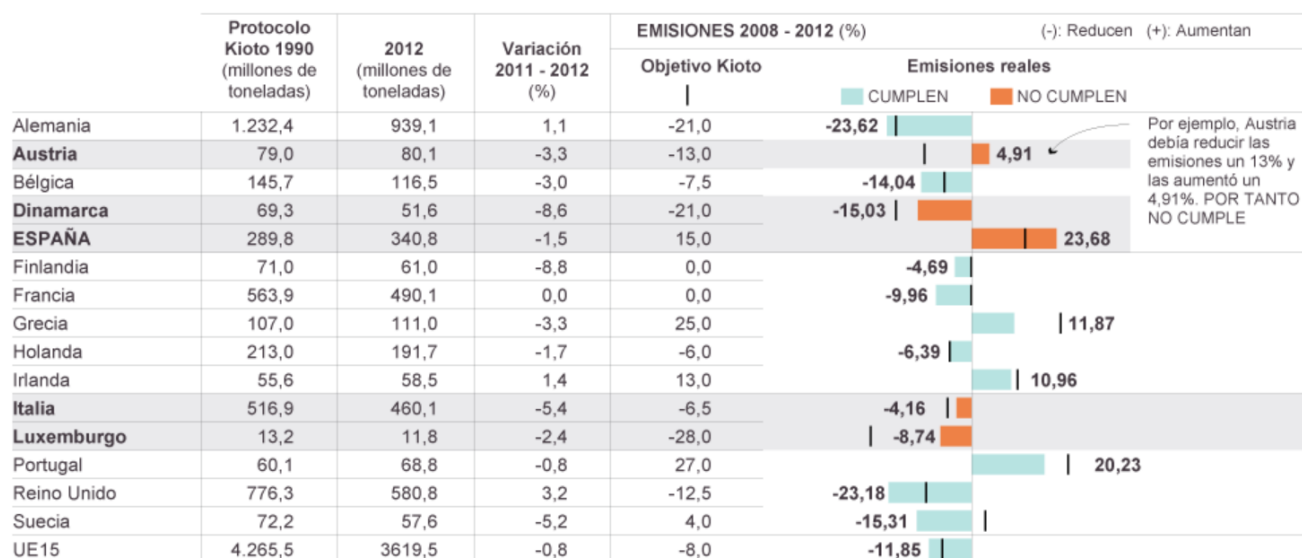 Protocolo
Kioto 1990
(millones de
toneladas)
2012
(millones de
toneladas)
Variación
2011 - 2012
(%)
EMISIONES 2008 - 2012 (%)
(-): Reducen (+): Aumentan
Objetivo Kioto
Emisiones reales
CUMPLEN
NO CUMPLEN
Alemania 1.232,4 939,1 1,1 -21,0 -23,62
Austria 79,0 80,1 -3,3 -13,0 4,91
Bélgica 145,7 116,5 -3,0 -7,5 -14,04
Dinamarca 69,3 51,6 -8,6 -21,0 -15,03
ESPAÑA 289,8 340,8 -1,5 15,0 23,68
Finlandia 71,0 61,0 -8,8 0,0 -4,69
Francia 563,9 490,1 0,0 0,0 -9,96
Grecia 107,0 111,0 -3,3 25,0 11,87
Holanda 213,0 191,7 -1,7 -6,0 -6,39
Irlanda 55,6 58,5 1,4 13,0 10,96
Italia 516,9 460,1 -5,4 -6,5 -4,16
Luxemburgo 13,2 11,8 -2,4 -28,0 -8,74
Portugal 60,1 68,8 -0,8 27,0 20,23
Reino Unido 776,3 580,8 3,2 -12,5 -23,18
Suecia 72,2 57,6 -5,2 4,0 -15,31
UE15 4.265,5 3619,5 -0,8 -8,0 -11,85
Por ejemplo, Austria
debía reducir las
emisiones un 13% y
las aumentó un
4,91%. POR TANTO
NO CUMPLE